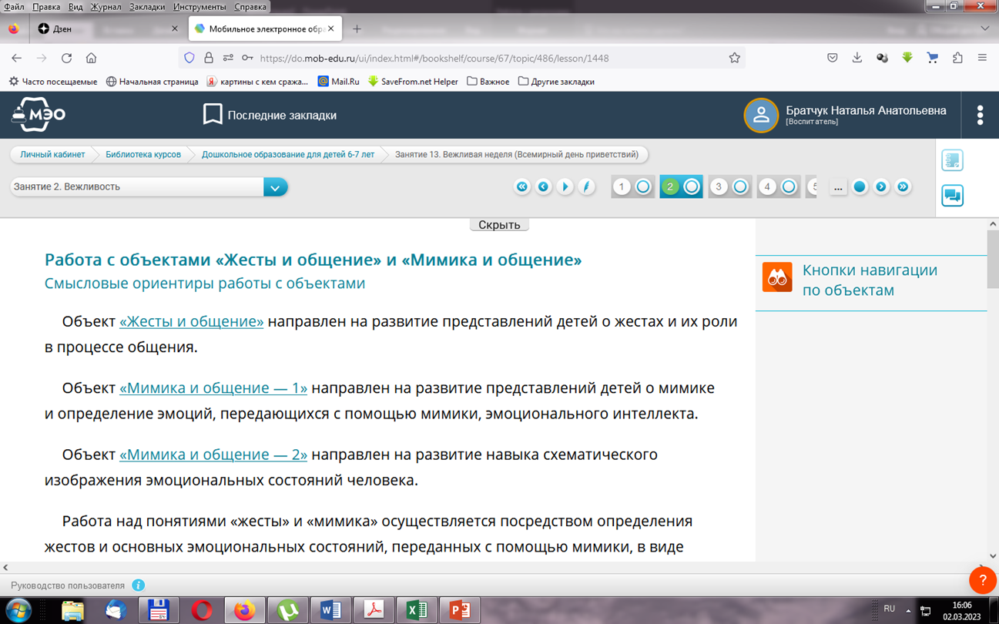 Файл Правка Вид Журнал Закладки Инструменты Справка
Дзен
Мобильное электронное обра
https://do.mob-edu.ru/ui/index.html#/bookshelf/course/67/topic/486/lesson/1448
Часто посещаемые Начальная страница картины с кем сража... Mail.Ru SaveFrom.net Helper Важное Другие закладки
МЭО
Последние закладки
Братчук Наталья Анатольевна
[Воспитатель]
Личный кабинет Библиотека курсов Дошкольное образование для детей 6-7 лет Занятие 13. Вежливая неделя (Всемирный день приветствий)
Занятие 2. Вежливость
1 2 3 4 5 ...
Скрыть
Работа с объектами «Жесты и общение» и «Мимика и общение»
Смысловые ориентиры работы с объектами
Объект «Жесты и общение» направлен на развитие представлений детей о жестах и их роли
в процессе общения.
Объект «Мимика и общение — 1» направлен на развитие представлений детей о мимике
и определение эмоций, передающихся с помощью мимики, эмоционального интеллекта.
Объект «Мимика и общение — 2» направлен на развитие навыка схематического
изображения эмоциональных состояний человека.
Работа над понятиями «жесты» и «мимика» осуществляется посредством определения
жестов и основных эмоциональных состояний, переданных с помощью мимики, в виде
Кнопки навигации
по объектам
Руководство пользователя
?
RU
16:06
02.03.2023